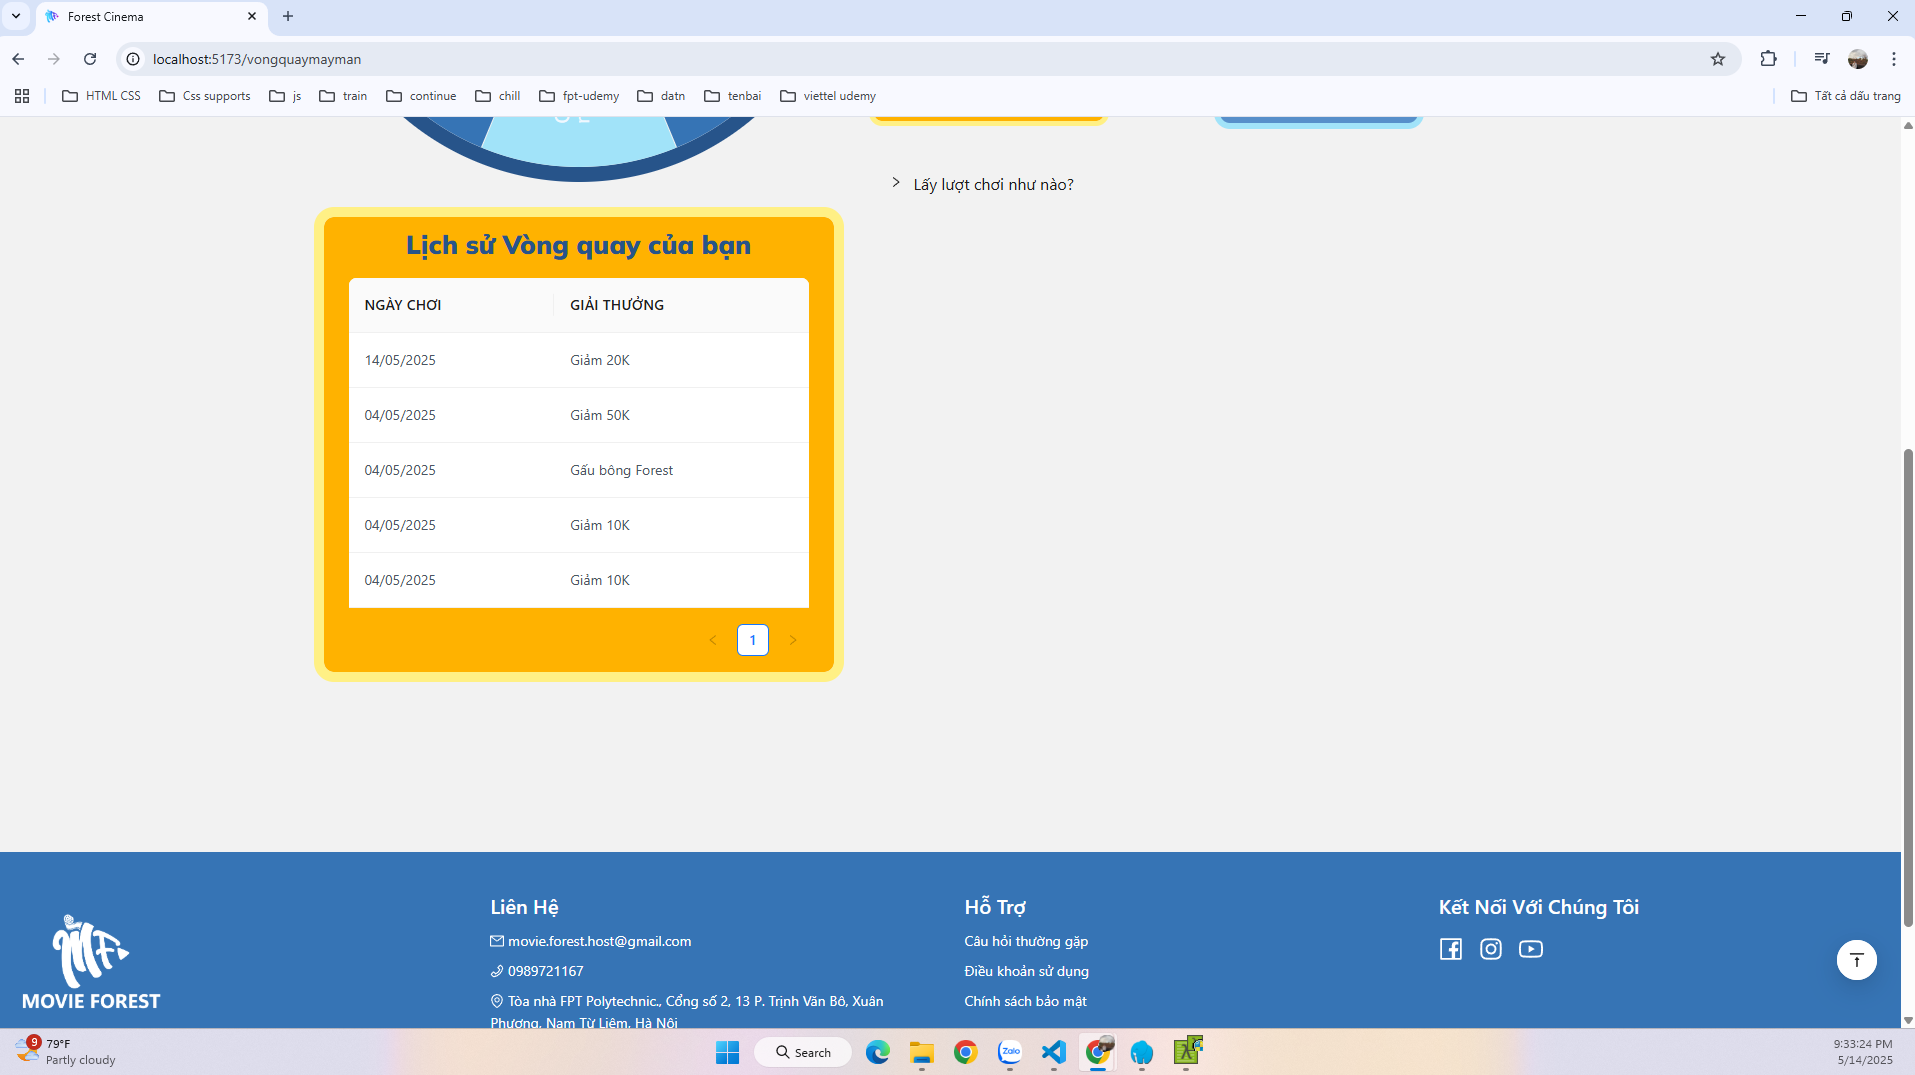 Forest Cinema
localhost:5173/vongquaymayman
HTML CSS
Css supports
js
train
continue
chill
fpt-udemy
datn
tenbai
viettel udemy
Tất cả dấu trang
Lấy lượt chơi như nào?
Lịch sử Vòng quay của bạn
NGÀY CHƠI GIẢI THƯỞNG
14/05/2025 Giảm 20K
04/05/2025 Giảm 50K
04/05/2025 Gấu bông Forest
04/05/2025 Giảm 10K
04/05/2025 Giảm 10K
1
MF
MOVIE FOREST
Liên Hệ
movie.forest.host@gmail.com
0989721167
Tòa nhà FPT Polytechnic., Cổng số 2, 13 P. Trịnh Văn Bô, Xuân
Phương, Nam Từ Liêm, Hà Nội
Hỗ Trợ
Câu hỏi thường gặp
Điều khoản sử dụng
Chính sách bảo mật
Kết Nối Với Chúng Tôi
9
79°F
Partly cloudy
Search
Zalo
9:33:24 PM
5/14/2025